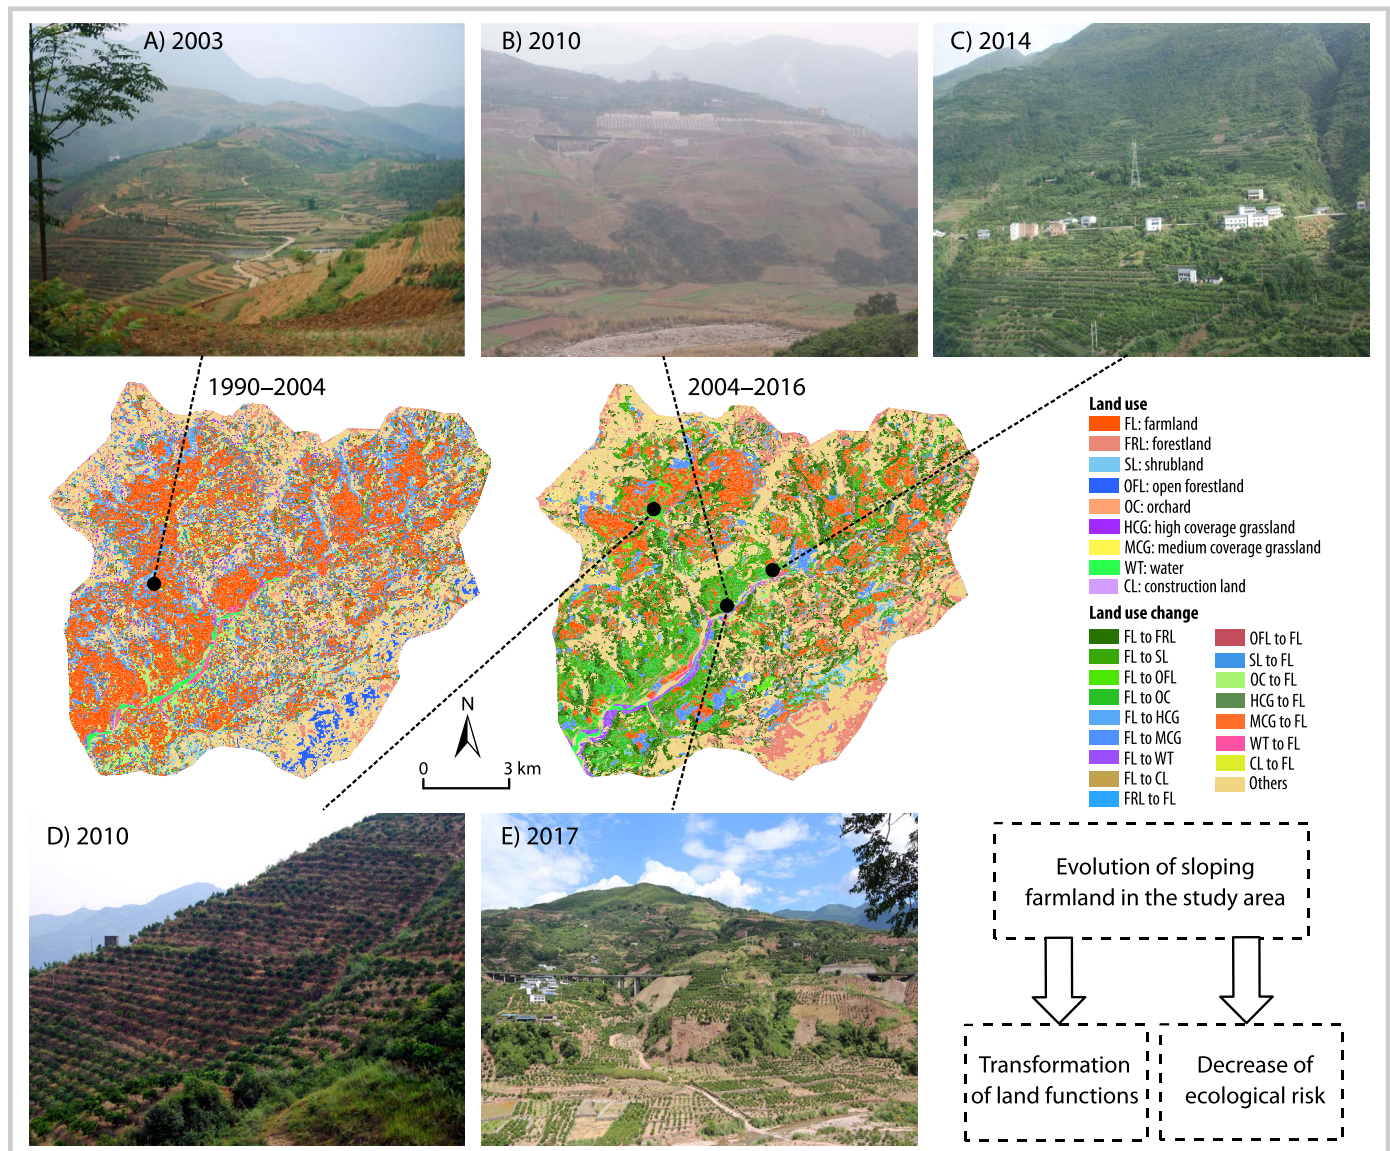 A) 2003
B) 2010
C) 2014
1990–2004
2004–2016
N
0 3 km
Land use
FL: farmland
FRL: forestland
SL: shrubland
OFL: open forestland
OC: orchard
HCG: high coverage grassland
MCG: medium coverage grassland
WT: water
CL: construction land
Land use change
FL to FRL
FL to SL
FL to OFL
FL to OC
FL to HCG
FL to MCG
FL to WT
FL to CL
FRL to FL
OFL to FL
SL to FL
OC to FL
HCG to FL
MCG to FL
WT to FL
CL to FL
Others
D) 2010
E) 2017
Evolution of sloping
farmland in the study area
Transformation
of land functions
Decrease of
ecological risk